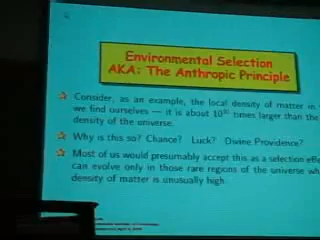 Environmental Selection
AKA: The Anthropic Principle
Consider, as an example, the local density of matter in
we find ourselves — it is about 10 times larger than the
density of the universe.
Why is this so? Chance? Luck? Divine Providence?
Most of us would presumably accept this as a selection effe
can evolve only in those rare regions of the universe wh
density of matter is unusually high.